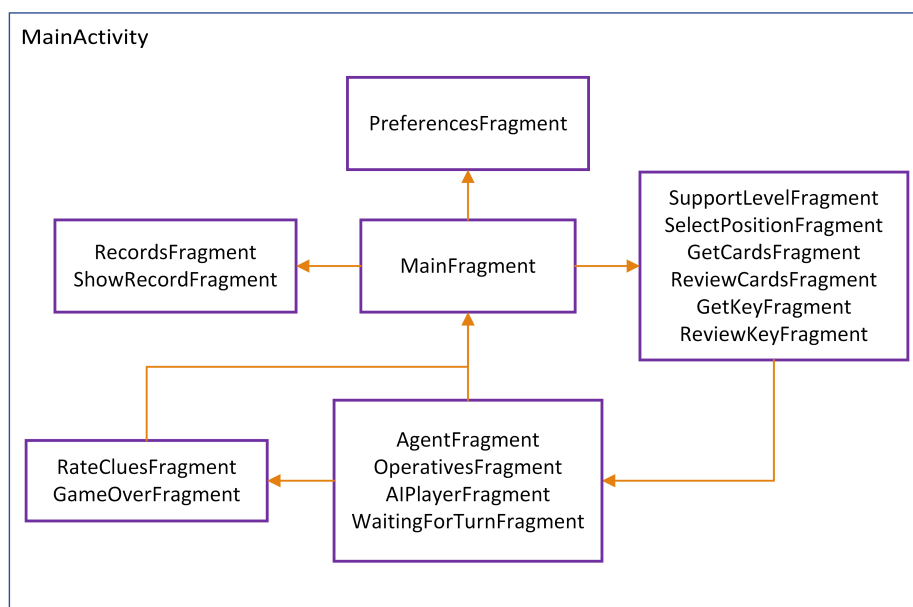 MainActivity
PreferencesFragment
SupportLevelFragment
SelectPositionFragment
GetCardsFragment
ReviewCardsFragment
GetKeyFragment
ReviewKeyFragment
RecordsFragment
ShowRecordFragment
MainFragment
AgentFragment
OperativesFragment
AIPlayerFragment
WaitingForTurnFragment
RateCluesFragment
GameOverFragment